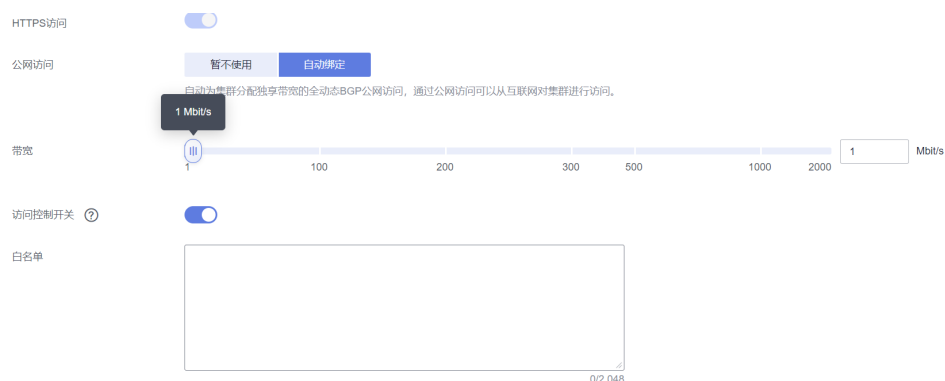 HTTPS访问
公网访问 暂不使用 自动绑定
自动为集群分配独享带宽的全动态BGP公网访问，通过公网访问可以从互联网对集群进行访问。
1 Mbit/s
带宽 1 Mbit/s
1 100 200 300 500 1000 2000
访问控制开关 ?
白名单
0/2,048